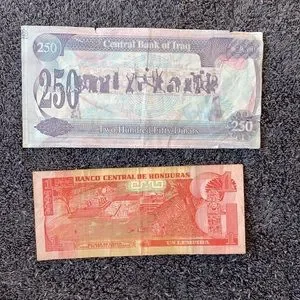 250
Central Bank of Iraq
250
250
Two Hundred Fifty Dinars
BANCO CENTRAL DE HONDURAS
UN LEMPIRA